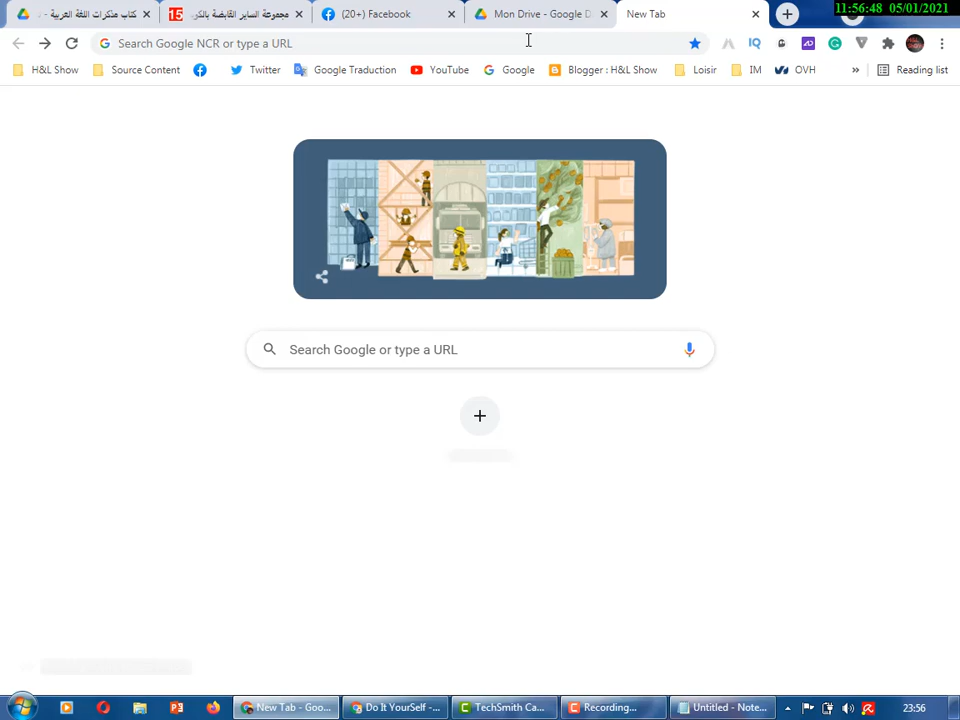 كتاب مذكرات اللغة العربية -
15 مجموعة الساير القابضة بالكر
(20+) Facebook
Mon Drive - Google D
New Tab
11:56:48 05/01/2021
Search Google NCR or type a URL
H&L Show
Source Content
Twitter
Google Traduction
YouTube
Google
Blogger : H&L Show
Loisir
IM
OVH
»
Reading list
Search Google or type a URL
New Tab - Goo...
Do It YourSelf - ...
TechSmith Ca...
Recording...
Untitled - Note...
23:56